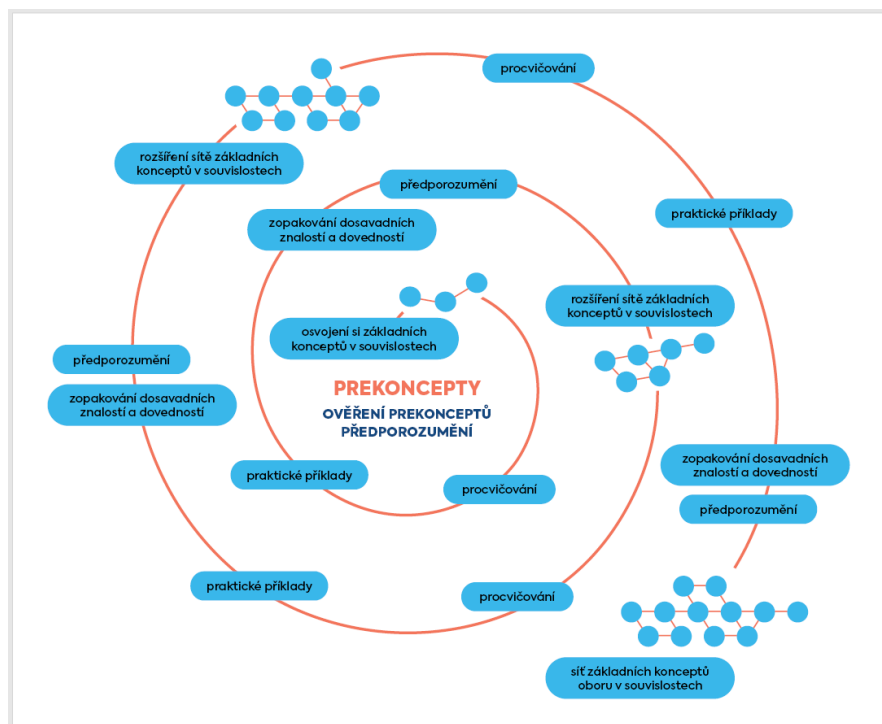 procvičování
rozšíření sítě základních
konceptů v souvislostech
předporozumění
praktické příklady
zopakování dosavadních
znalostí a dovedností
rozšíření sítě základních
konceptů v souvislostech
osvojení si základních
konceptů v souvislostech
předporozumění
zopakování dosavadních
znalostí a dovedností
PREKONCEPTY
OVĚŘENÍ PREKONCEPTŮ
PŘEDPOROZUMĚNÍ
praktické příklady
procvičování
zopakování dosavadních
znalostí a dovedností
předporozumění
praktické příklady
procvičování
síť základních konceptů
oboru v souvislostech